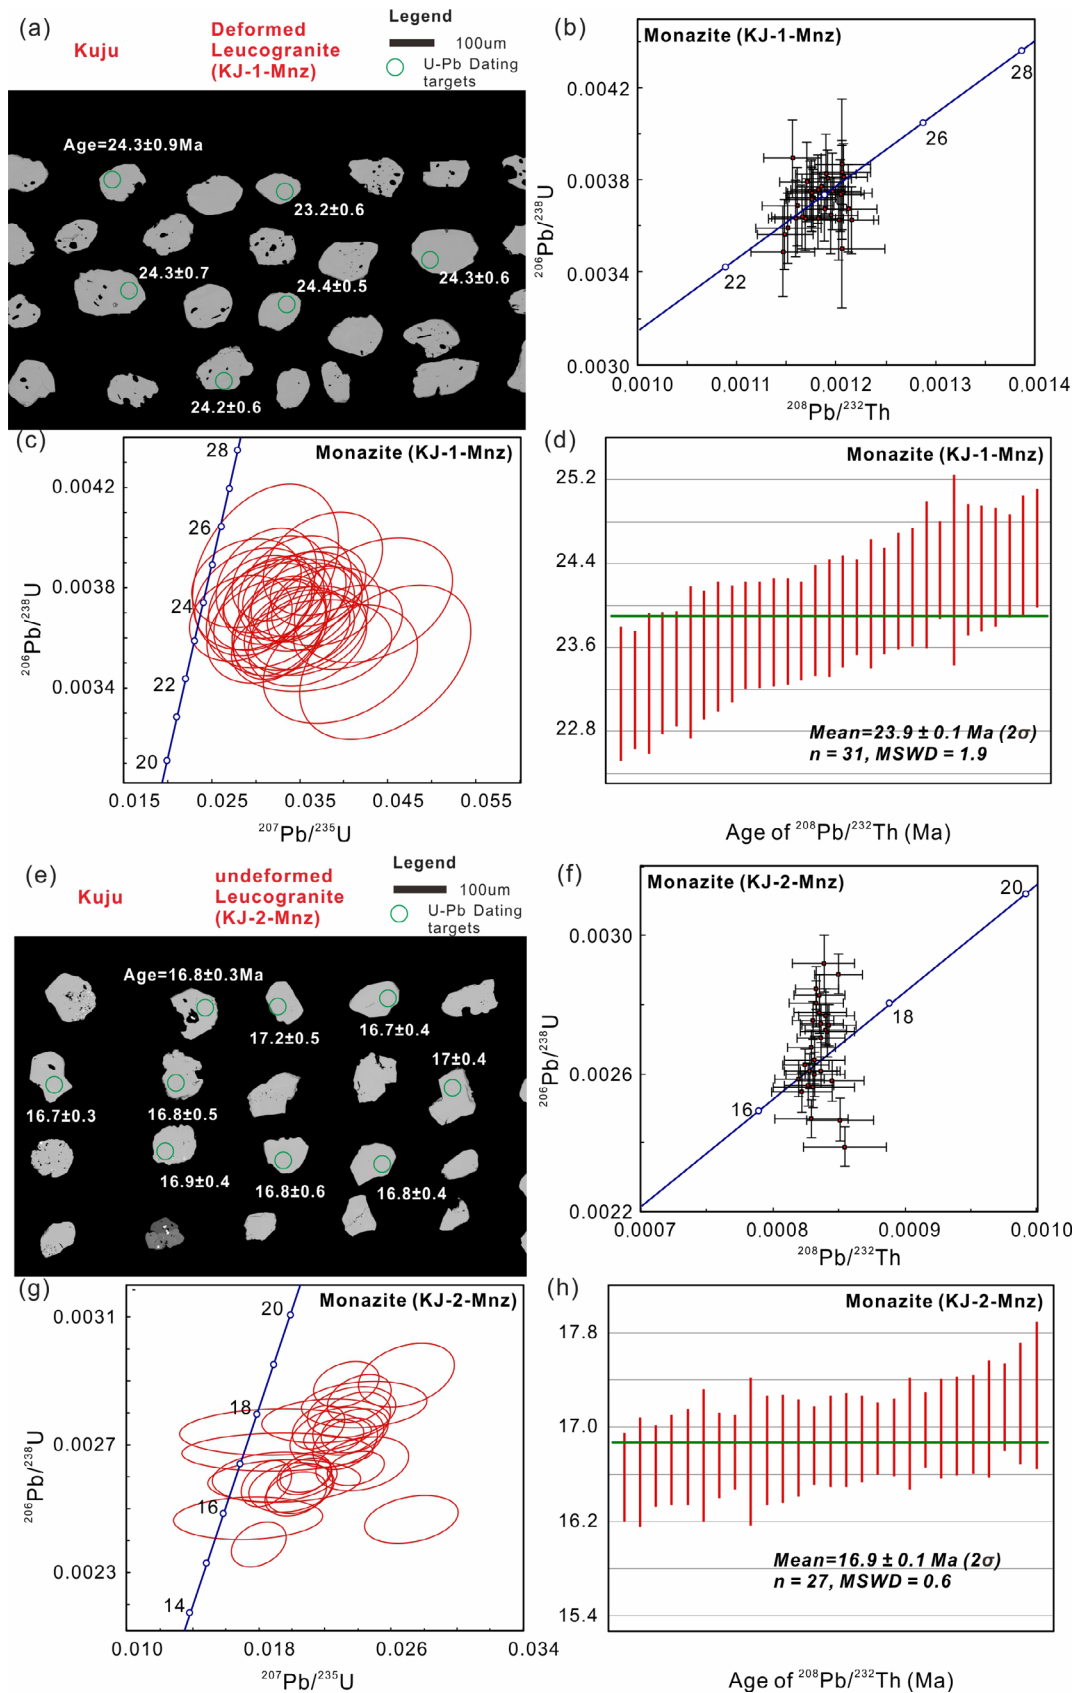 (a)
Kuju
Deformed
Leucogranite
(KJ-1-Mnz)
Legend
100um
U-Pb Dating
targets
Age=24.3±0.9Ma
23.2±0.6
24.3±0.7
24.4±0.5
24.3±0.6
24.2±0.6
(b)
Monazite (KJ-1-Mnz)
28
26
22
0.0042
0.0038
0.0034
0.0030
²⁰⁶Pb/²³⁸U
0.0010
0.0011
0.0012
0.0013
0.0014
²⁰⁸Pb/²³²Th
(c)
Monazite (KJ-1-Mnz)
28
26
24
22
20
0.0042
0.0038
0.0034
²⁰⁶Pb/²³⁸U
0.015
0.025
0.035
0.045
0.055
²⁰⁷Pb/²³⁵U
(d)
Monazite (KJ-1-Mnz)
25.2
24.4
23.6
22.8
Mean=23.9 ± 0.1 Ma (2σ)
n = 31, MSWD = 1.9
Age of ²⁰⁸Pb/²³²Th (Ma)
(e)
Kuju
undeformed
Leucogranite
(KJ-2-Mnz)
Legend
100um
U-Pb Dating
targets
Age=16.8±0.3Ma
17.2±0.5
16.7±0.4
17±0.4
16.7±0.3
16.8±0.5
16.9±0.4
16.8±0.6
16.8±0.4
(f)
Monazite (KJ-2-Mnz)
20
18
16
0.0030
0.0026
0.0022
²⁰⁶Pb/²³⁸U
0.0007
0.0008
0.0009
0.0010
²⁰⁸Pb/²³²Th
(g)
Monazite (KJ-2-Mnz)
20
18
16
14
0.0031
0.0027
0.0023
²⁰⁶Pb/²³⁸U
0.010
0.018
0.026
0.034
²⁰⁷Pb/²³⁵U
(h)
Monazite (KJ-2-Mnz)
17.8
17.0
16.2
15.4
Mean=16.9 ± 0.1 Ma (2σ)
n = 27, MSWD = 0.6
Age of ²⁰⁸Pb/²³²Th (Ma)